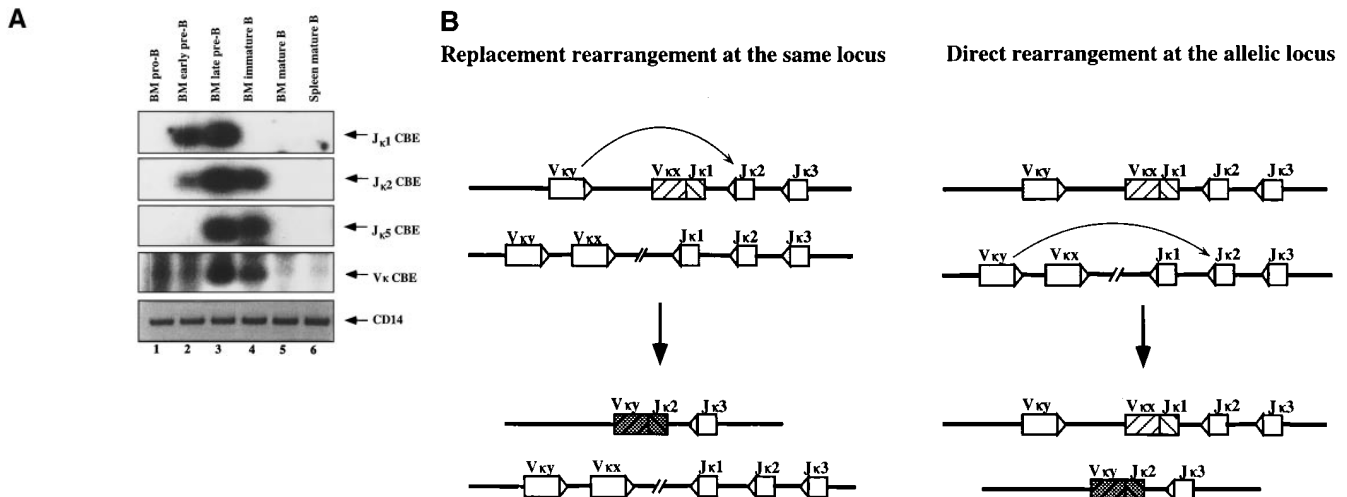 A
BM pro-B
BM early pre-B
BM late pre-B
BM immature B
BM mature B
Spleen mature B
Jκ1 CBE
Jκ2 CBE
Jκ5 CBE
Vκ CBE
CD14
1 2 3 4 5 6
B
Replacement rearrangement at the same locus
Vκy Vκx Jκ1 Jκ2 Jκ3
Vκy Vκx Jκ1 Jκ2 Jκ3
Vκy Jκ2 Jκ3
Vκy Vκx Jκ1 Jκ2 Jκ3
Direct rearrangement at the allelic locus
Vκy Vκx Jκ1 Jκ2 Jκ3
Vκy Vκx Jκ1 Jκ2 Jκ3
Vκy Vκx Jκ1 Jκ2 Jκ3
Vκy Jκ2 Jκ3